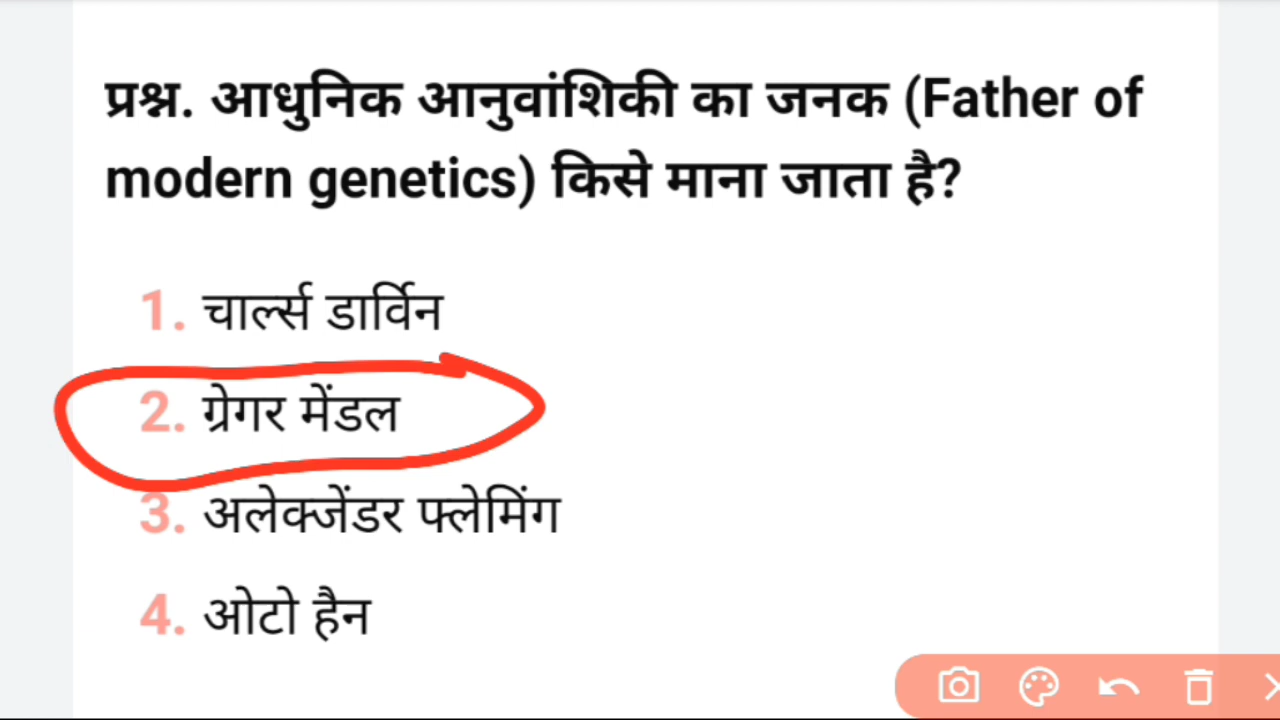 प्रश्न. आधुनिक आनुवांशिकी का जनक (Father of
modern genetics) किसे माना जाता है?
1. चार्ल्स डार्विन
2. ग्रेगर मेंडल
3. अलेक्जेंडर फ्लेमिंग
4. ओटो हैन